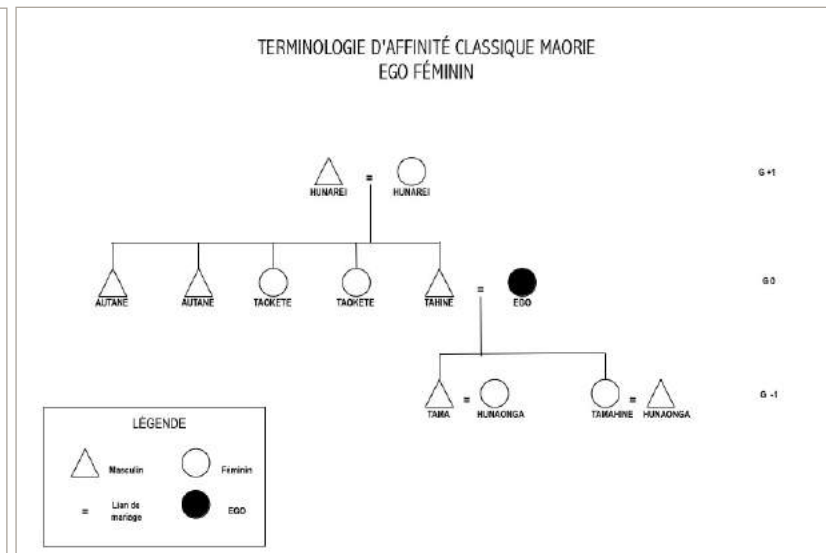 TERMINOLOGIE D'AFFINITÉ CLASSIQUE MAORIE
EGO FÉMININ
G +1
HUNAREI = HUNAREI
G 0
AUTANE AUTANE TAOKETE TAOKETE TAHINE = EGO
G -1
TAMA = HUNAONGA TAMAHINE = HUNAONGA
LÉGENDE
Masculin Féminin
= Lien de
mariage
EGO